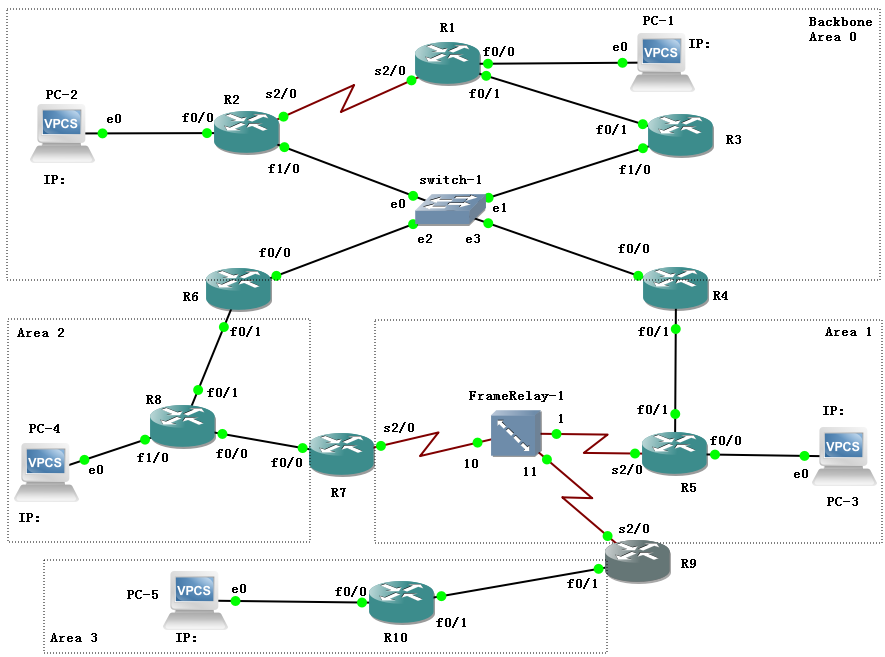 Backbone
Area 0
R1
PC-1
IP:
VPCS
e0
f0/0
s2/0
f0/1
PC-2
VPCS
e0
f0/0
R2
s2/0
f1/0
IP:
f0/1
R3
f1/0
switch-1
e0
e1
e2
e3
f0/0
R6
f0/1
f0/0
R4
f0/1
Area 2
R8
f0/1
PC-4
VPCS
e0
f1/0
f0/0
IP:
f0/0
s2/0
R7
Area 1
FrameRelay-1
1
10
11
f0/1
f0/0
s2/0
R5
IP:
VPCS
e0
PC-3
s2/0
R9
f0/1
PC-5
VPCS
e0
IP:
f0/0
R10
f0/1
Area 3